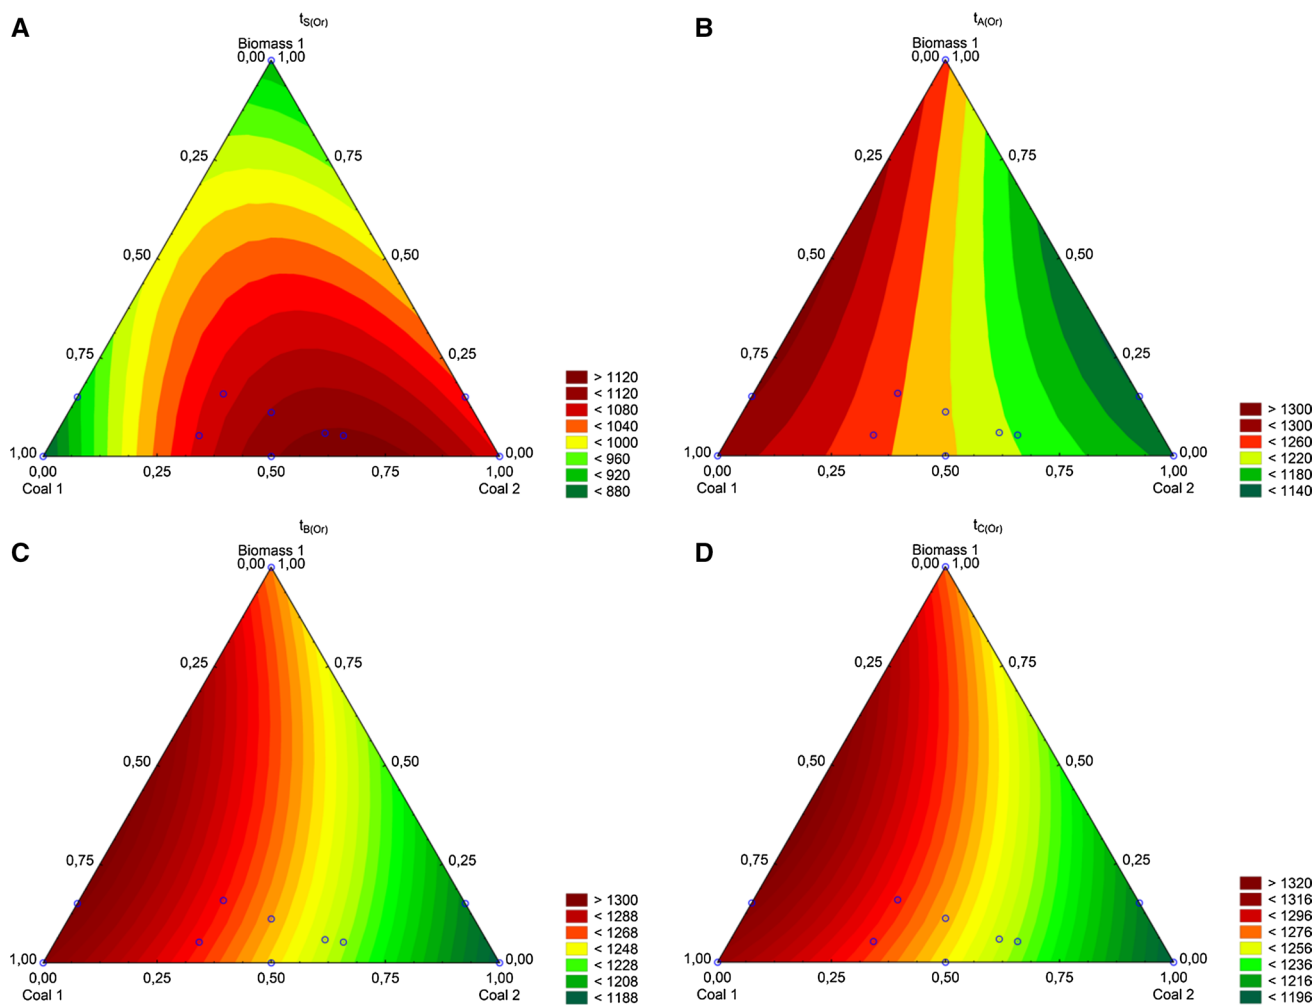 A
t_S(Or)
Biomass 1
0,00 1,00
0,25 0,75
0,50 0,50
0,75 0,25
1,00 0,00
0,00 0,25 0,50 0,75 1,00
Coal 1 Coal 2
> 1120
< 1120
< 1080
< 1040
< 1000
< 960
< 920
< 880
B
t_A(Or)
Biomass 1
0,00 1,00
0,25 0,75
0,50 0,50
0,75 0,25
1,00 0,00
0,00 0,25 0,50 0,75 1,00
Coal 1 Coal 2
> 1300
< 1300
< 1260
< 1220
< 1180
< 1140
C
t_B(Or)
Biomass 1
0,00 1,00
0,25 0,75
0,50 0,50
0,75 0,25
1,00 0,00
0,00 0,25 0,50 0,75 1,00
Coal 1 Coal 2
> 1300
< 1288
< 1268
< 1248
< 1228
< 1208
< 1188
D
t_C(Or)
Biomass 1
0,00 1,00
0,25 0,75
0,50 0,50
0,75 0,25
1,00 0,00
0,00 0,25 0,50 0,75 1,00
Coal 1 Coal 2
> 1320
< 1316
< 1296
< 1276
< 1256
< 1236
< 1216
< 1196